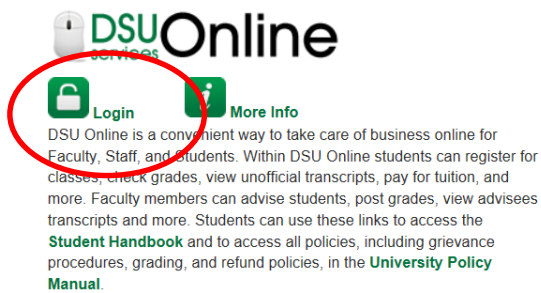 DSU Online
services
Login More Info
DSU Online is a convenient way to take care of business online for
Faculty, Staff, and Students. Within DSU Online students can register for
classes, check grades, view unofficial transcripts, pay for tuition, and
more. Faculty members can advise students, post grades, view advisees
transcripts and more. Students can use these links to access the
Student Handbook and to access all policies, including grievance
procedures, grading, and refund policies, in the University Policy
Manual.